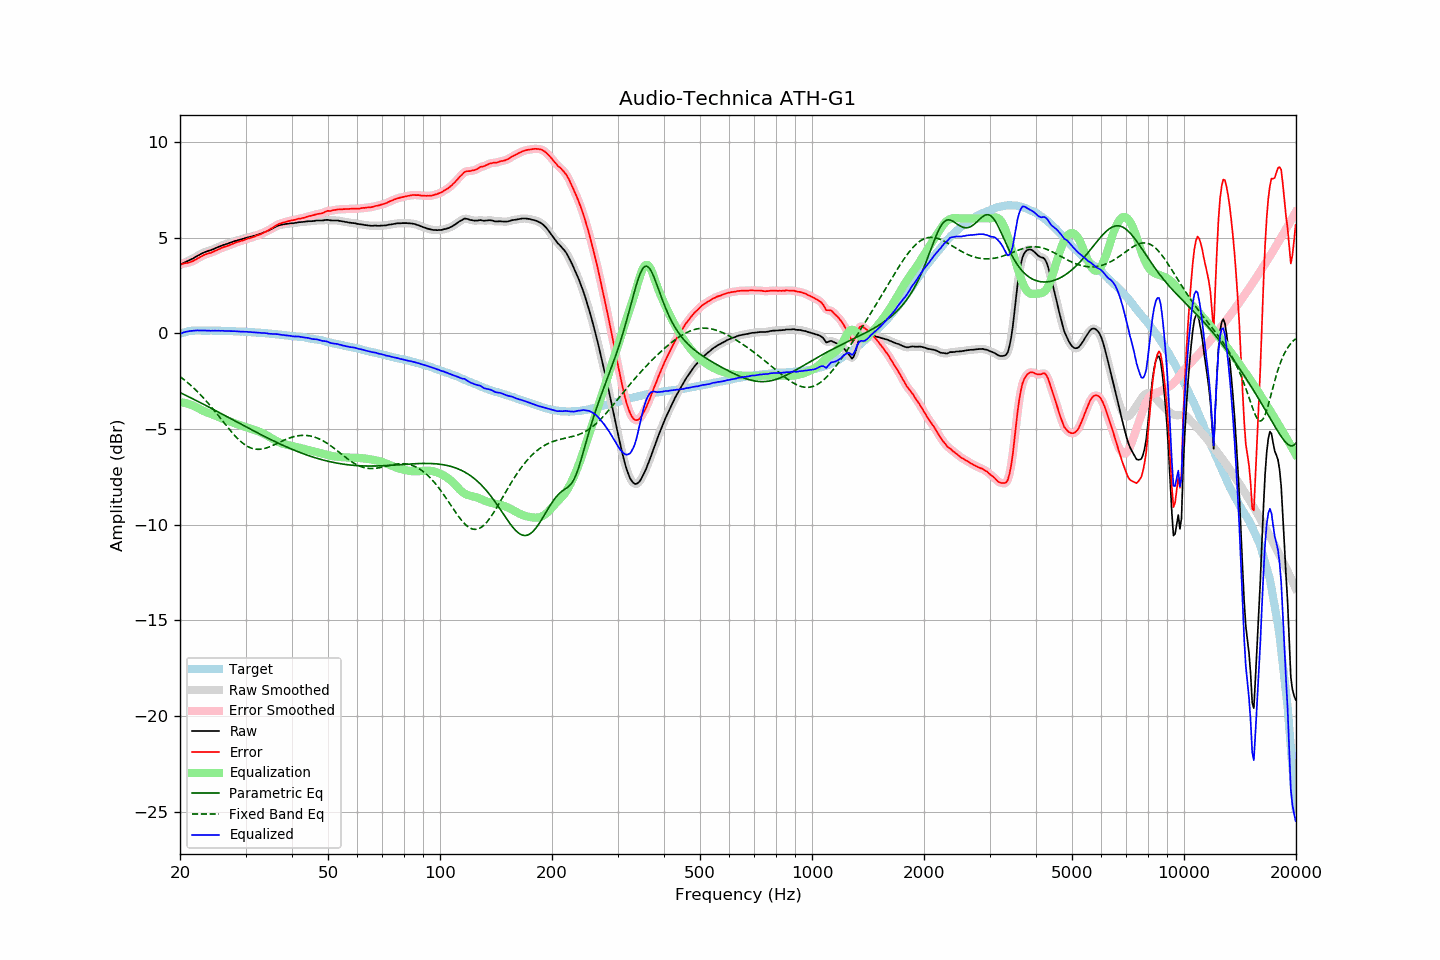 Audio-Technica ATH-G1
Amplitude (dBr)
10
5
0
−5
−10
−15
−20
−25
Target
Raw Smoothed
Error Smoothed
Raw
Error
Equalization
Parametric Eq
Fixed Band Eq
Equalized
20 50 100 200 500 1000 2000 5000 10000 20000
Frequency (Hz)